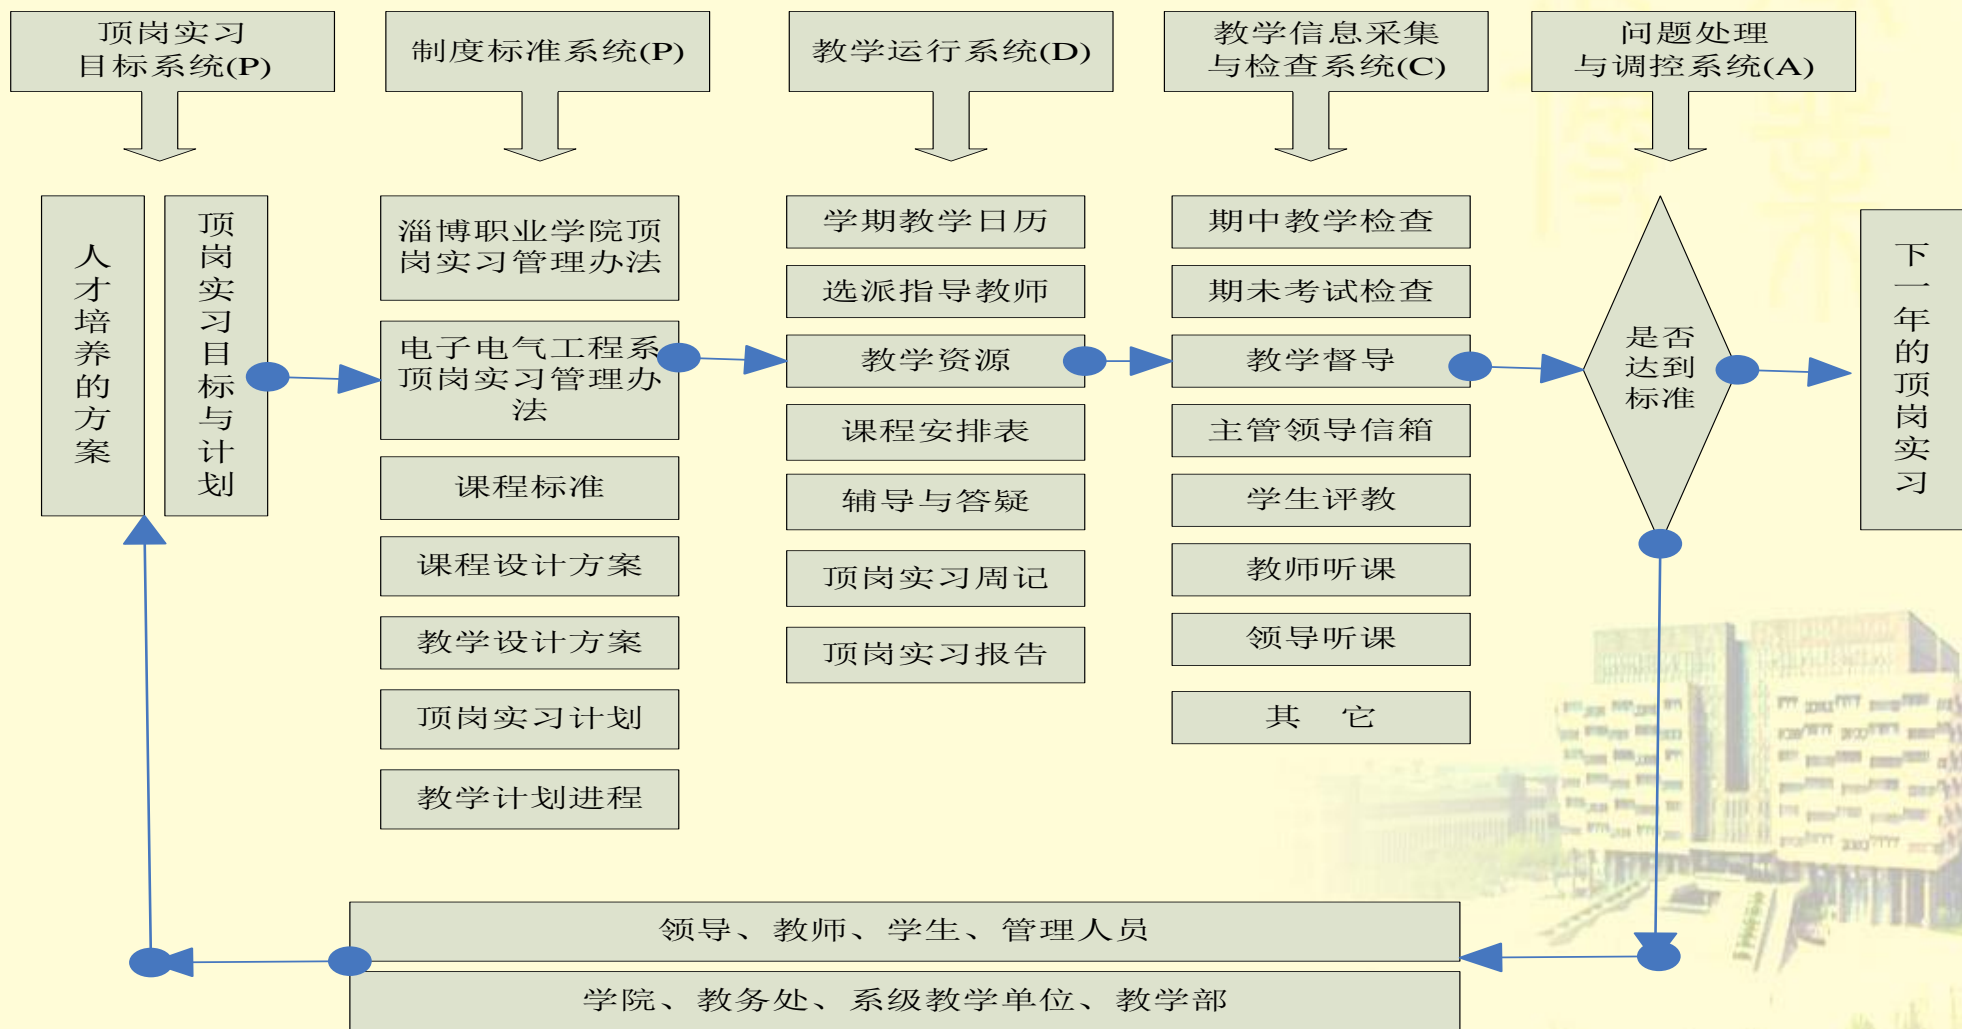 顶岗实习
目标系统(P)
制度标准系统(P)
教学运行系统(D)
教学信息采集
与检查系统(C)
问题处理
与调控系统(A)
人才培养的方案
顶岗实习目标与计划
淄博职业学院顶
岗实习管理办法
电子电气工程系
顶岗实习管理办
法
课程标准
课程设计方案
教学设计方案
顶岗实习计划
教学计划进程
学期教学日历
选派指导教师
教学资源
课程安排表
辅导与答疑
顶岗实习周记
顶岗实习报告
期中教学检查
期未考试检查
教学督导
主管领导信箱
学生评教
教师听课
领导听课
其 它
是否
达到
标准
下一年的顶岗实习
领导、教师、学生、管理人员
学院、教务处、系级教学单位、教学部